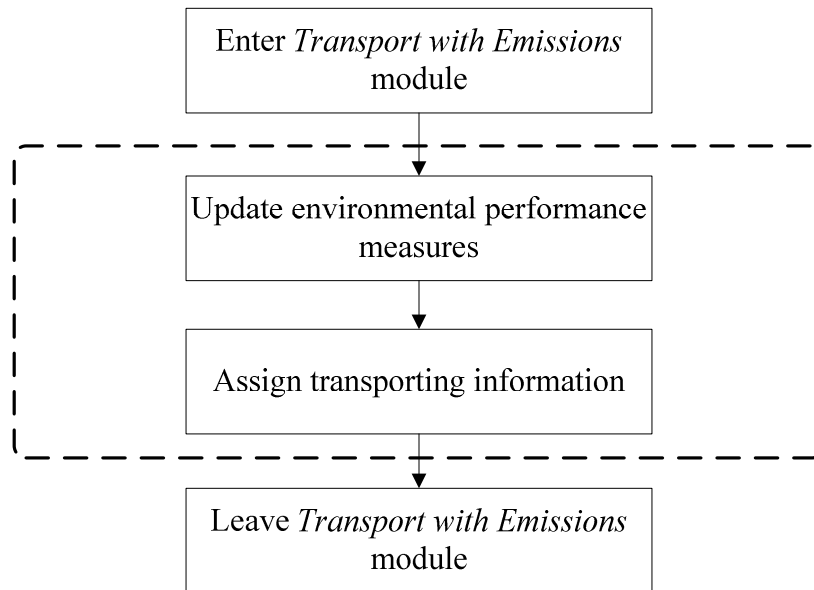 Enter Transport with Emissions
module
Update environmental performance
measures
Assign transporting information
Leave Transport with Emissions
module